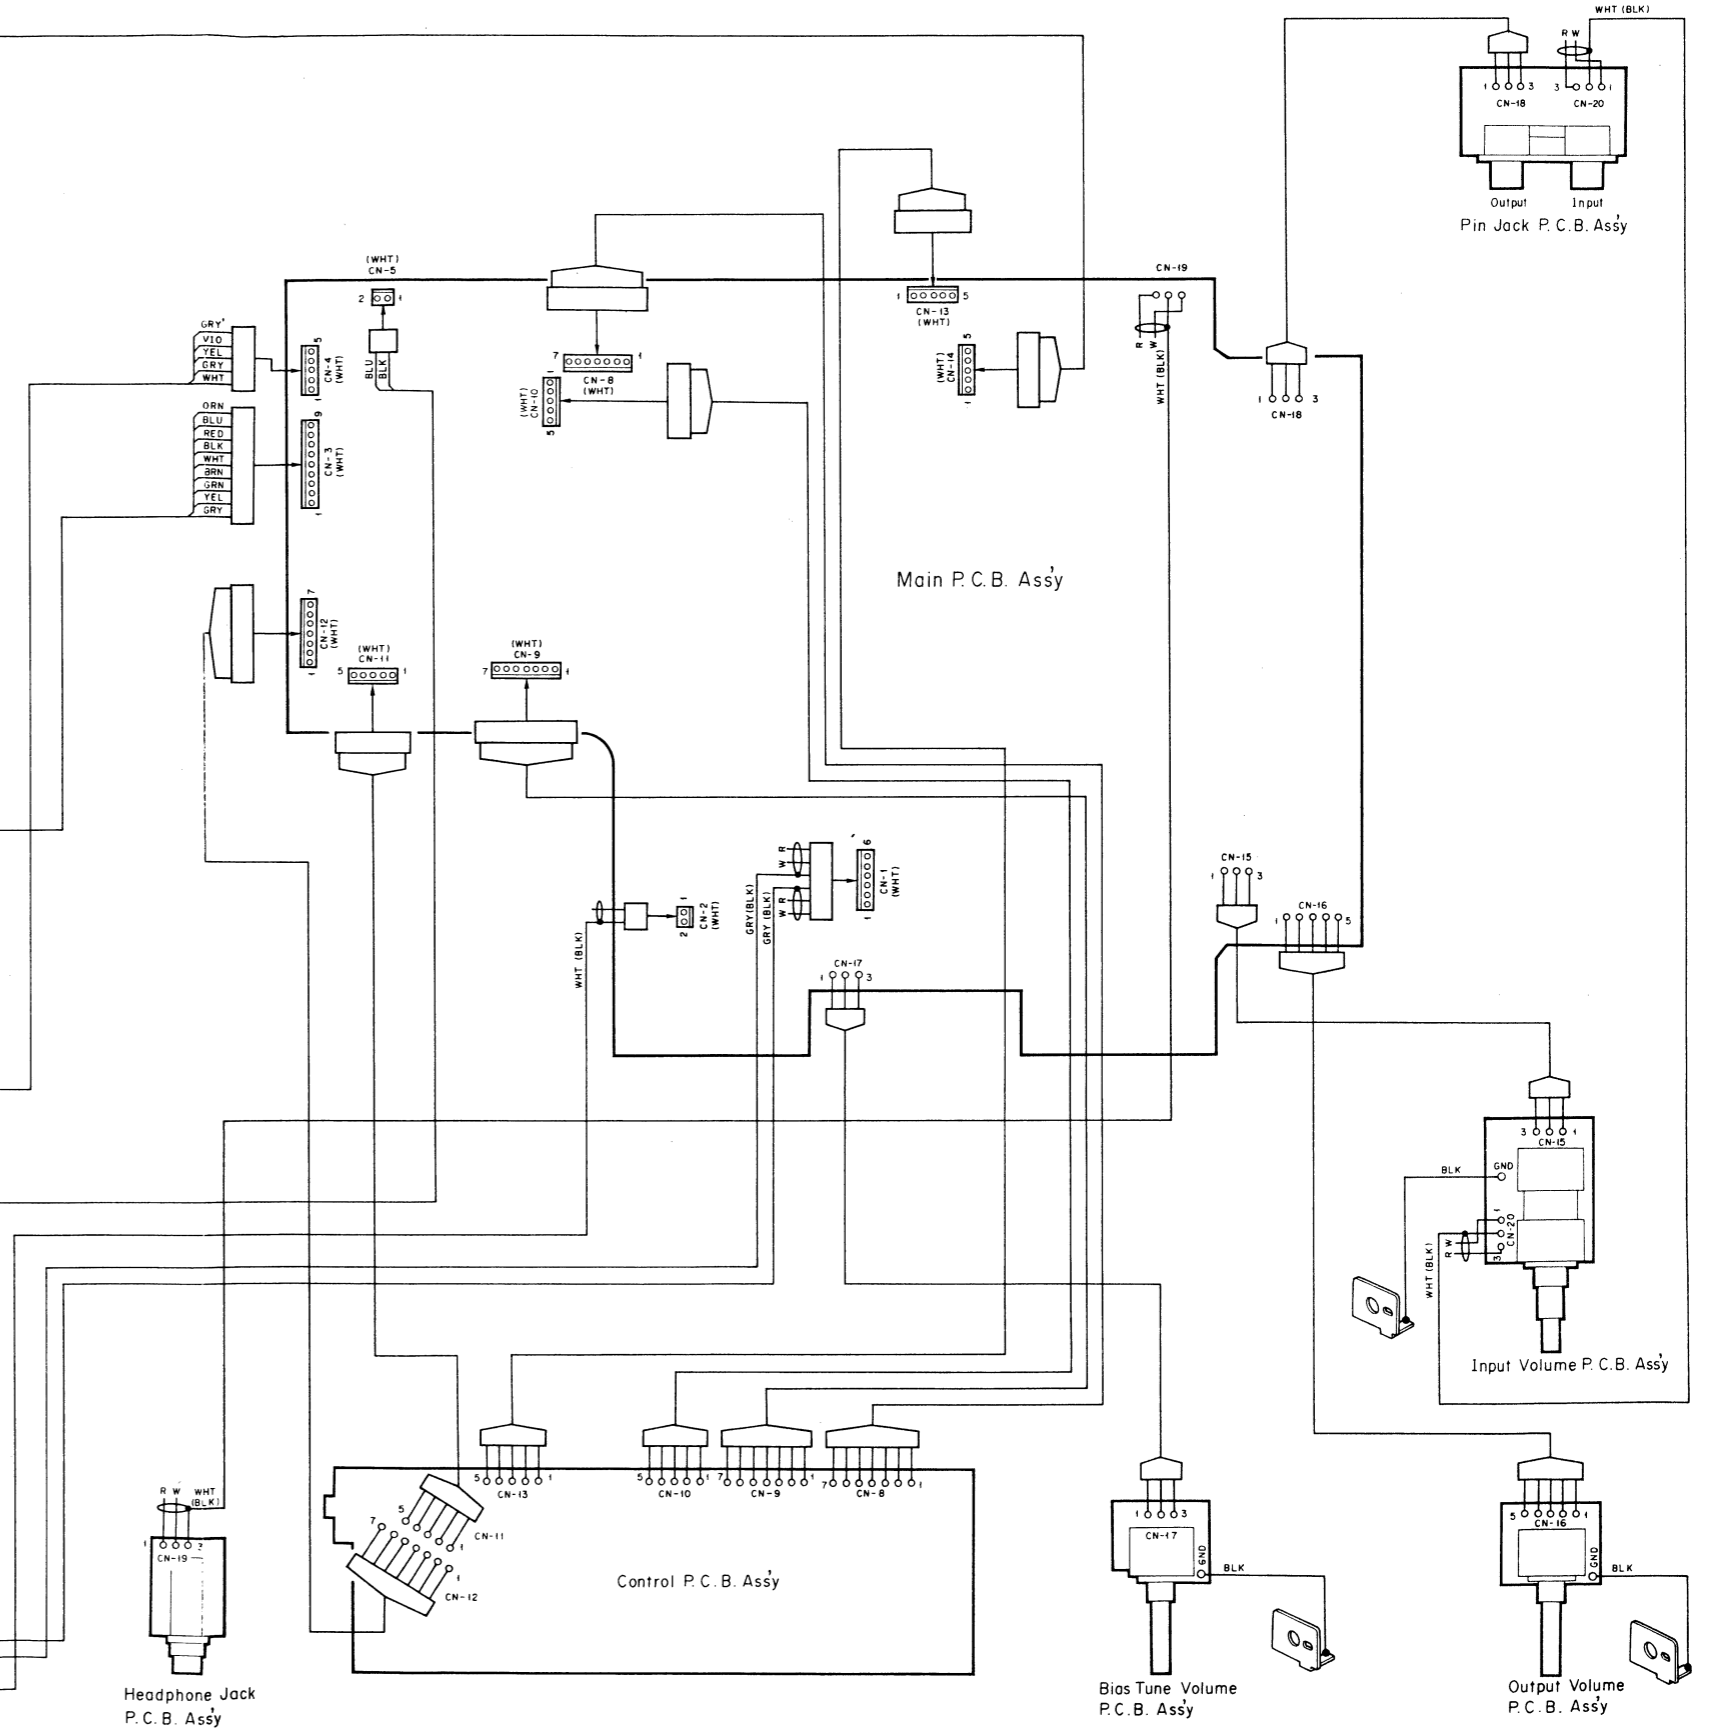 WHT (BLK)
R W
1 3
CN-18
3 1
CN-20
Output
Input
Pin Jack P.C.B. Ass'y
(WHT)
CN-5
2 1
BLU
BLK
GRY
VIO
YEL
GRY
WHT
5
CN-4
(WHT)
1
ORN
BLU
RED
BLK
WHT
BRN
GRN
YEL
GRY
9
CN-3
(WHT)
1
7 1
CN-8
(WHT)
1
(WHT)
CN-10
5
1 5
CN-13
(WHT)
5
(WHT)
CN-14
1
CN-19
R
W
WHT (BLK)
1 3
CN-18
Main P.C.B. Ass'y
7
CN-12
(WHT)
1
(WHT)
CN-11
5 1
(WHT)
CN-9
7 1
R
W
R
W
GRY(BLK)
GRY (BLK)
6
CN-1
(WHT)
1
1
CN-2
(WHT)
2
WHT (BLK)
CN-17
1 3
CN-15
1 3
CN-16
1 5
3 1
CN-15
GND
BLK
1
CN-20
3
W
R
WHT (BLK)
Input Volume P.C.B. Ass'y
5 1
CN-13
5 1
CN-10
7 1
CN-9
7 1
CN-8
5
CN-11
1
7
CN-12
1
Control P.C.B. Ass'y
R W WHT
(BLK)
1 3
CN-19
Headphone Jack
P.C.B. Ass'y
1 3
CN-17
GND
BLK
Bias Tune Volume
P.C.B. Ass'y
5 1
CN-16
GND
BLK
Output Volume
P.C.B. Ass'y